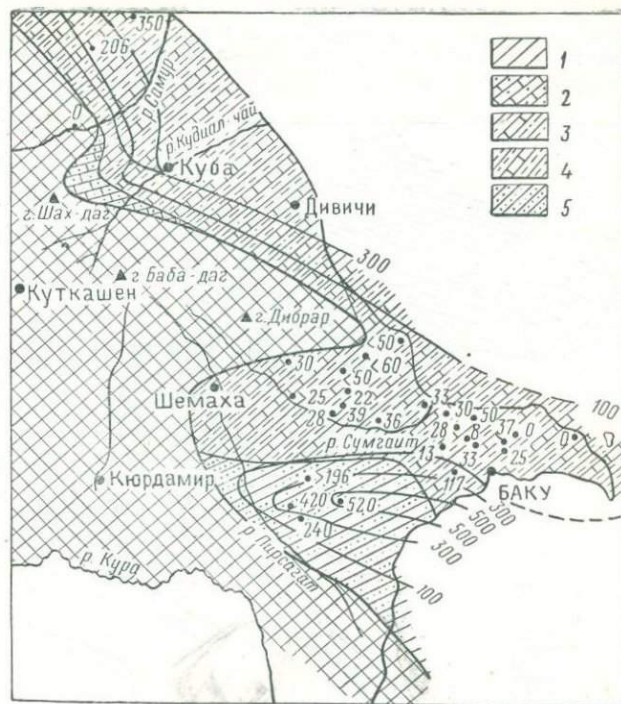 350
206
1
2
3
4
5
0
р. Самур
р. Кудиал-чай
Куба
г. Шах-даг
Дивичи
300
г. Баба-даг
Куткашен
г. Дибрар
50
<60
30
50
Шемаха
>25
22
28
39
36
33
30
50
100
28
8
37
0
0
0
р. Сумгаит
13
33
25
117
БАКУ
Кюрдамир
>196
420
520
240
500
500
300
300
р. Пирсагат
р. Кура
100